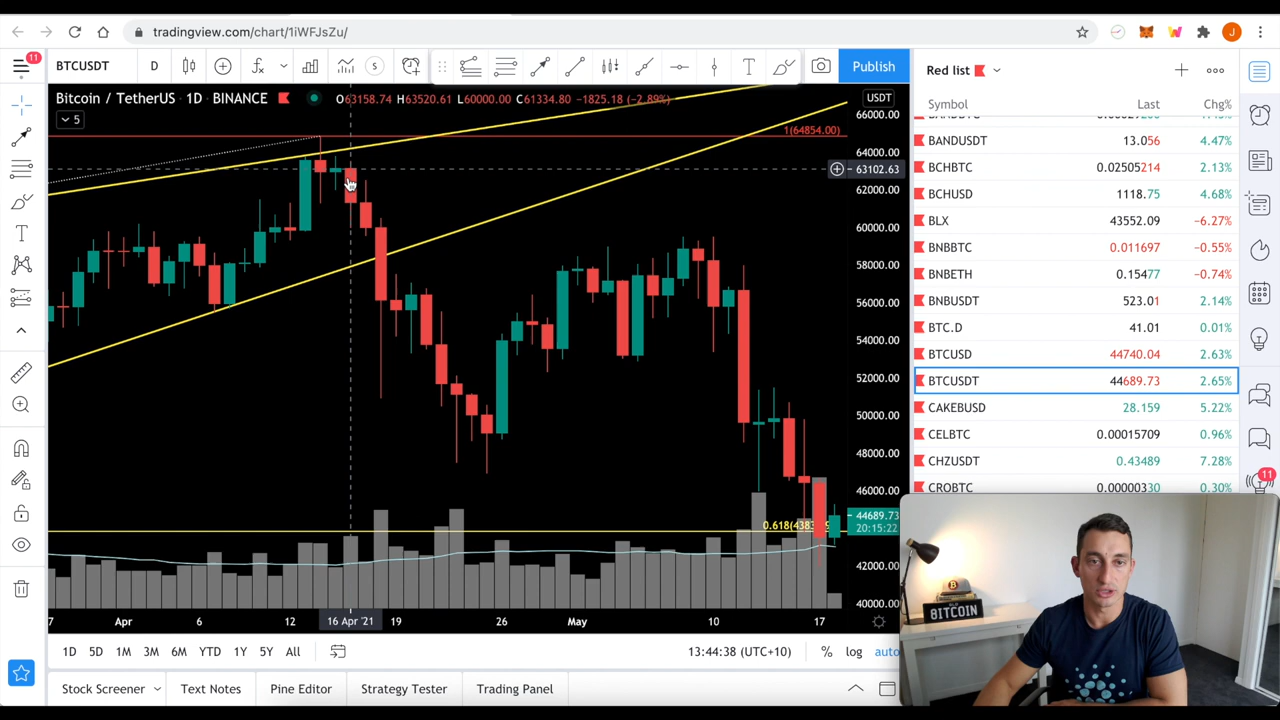 tradingview.com/chart/1iWFJsZu/
J
11
BTCUSDT D S Publish
Bitcoin / TetherUS 1D BINANCE O63158.74 H63520.61 L60000.00 C61334.80 −1825.18 (−2.89%)
5
USDT
66000.00
1(64854.00)
64000.00
63102.63
62000.00
60000.00
58000.00
56000.00
54000.00
52000.00
50000.00
48000.00
46000.00
44689.73
20:15:22
42000.00
40000.00
7 Apr 6 12 16 Apr '21 19 26 May 10 17
1D 5D 1M 3M 6M YTD 1Y 5Y All 13:44:38 (UTC+10) % log auto
Stock Screener Text Notes Pine Editor Strategy Tester Trading Panel
Red list
Symbol Last Chg%
BANDUSDT 13.056 4.47%
BCHBTC 0.02505214 2.13%
BCHUSD 1118.75 4.68%
BLX 43552.09 −6.27%
BNBBTC 0.011697 −0.55%
BNBETH 0.15477 −0.74%
BNBUSDT 523.01 2.14%
BTC.D 41.01 0.01%
BTCUSD 44740.04 2.63%
BTCUSDT 44689.73 2.65%
CAKEBUSD 28.159 5.22%
CELBTC 0.00015709 0.96%
CHZUSDT 0.43489 7.28%
CROBTC 0.00000330 0.30%
11
BITCOIN